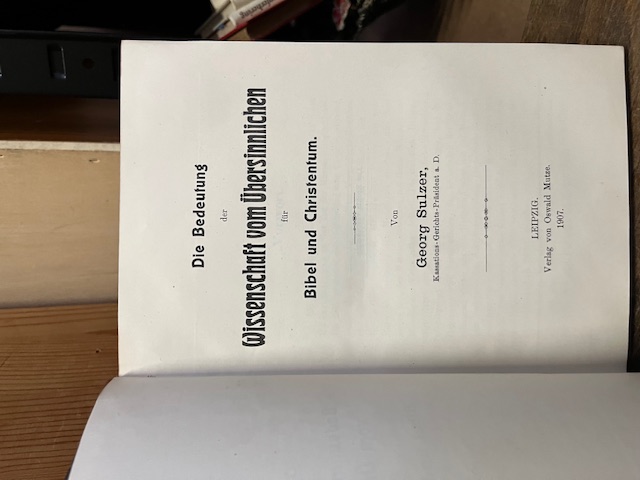 Die Bedeutung
der
Wissenschaft vom Übersinnlichen
für
Bibel und Christentum.
Von
Georg Sulzer,
Kassations-Gerichts-Präsident a. D.
LEIPZIG.
Verlag von Oswald Mutze.
1907.